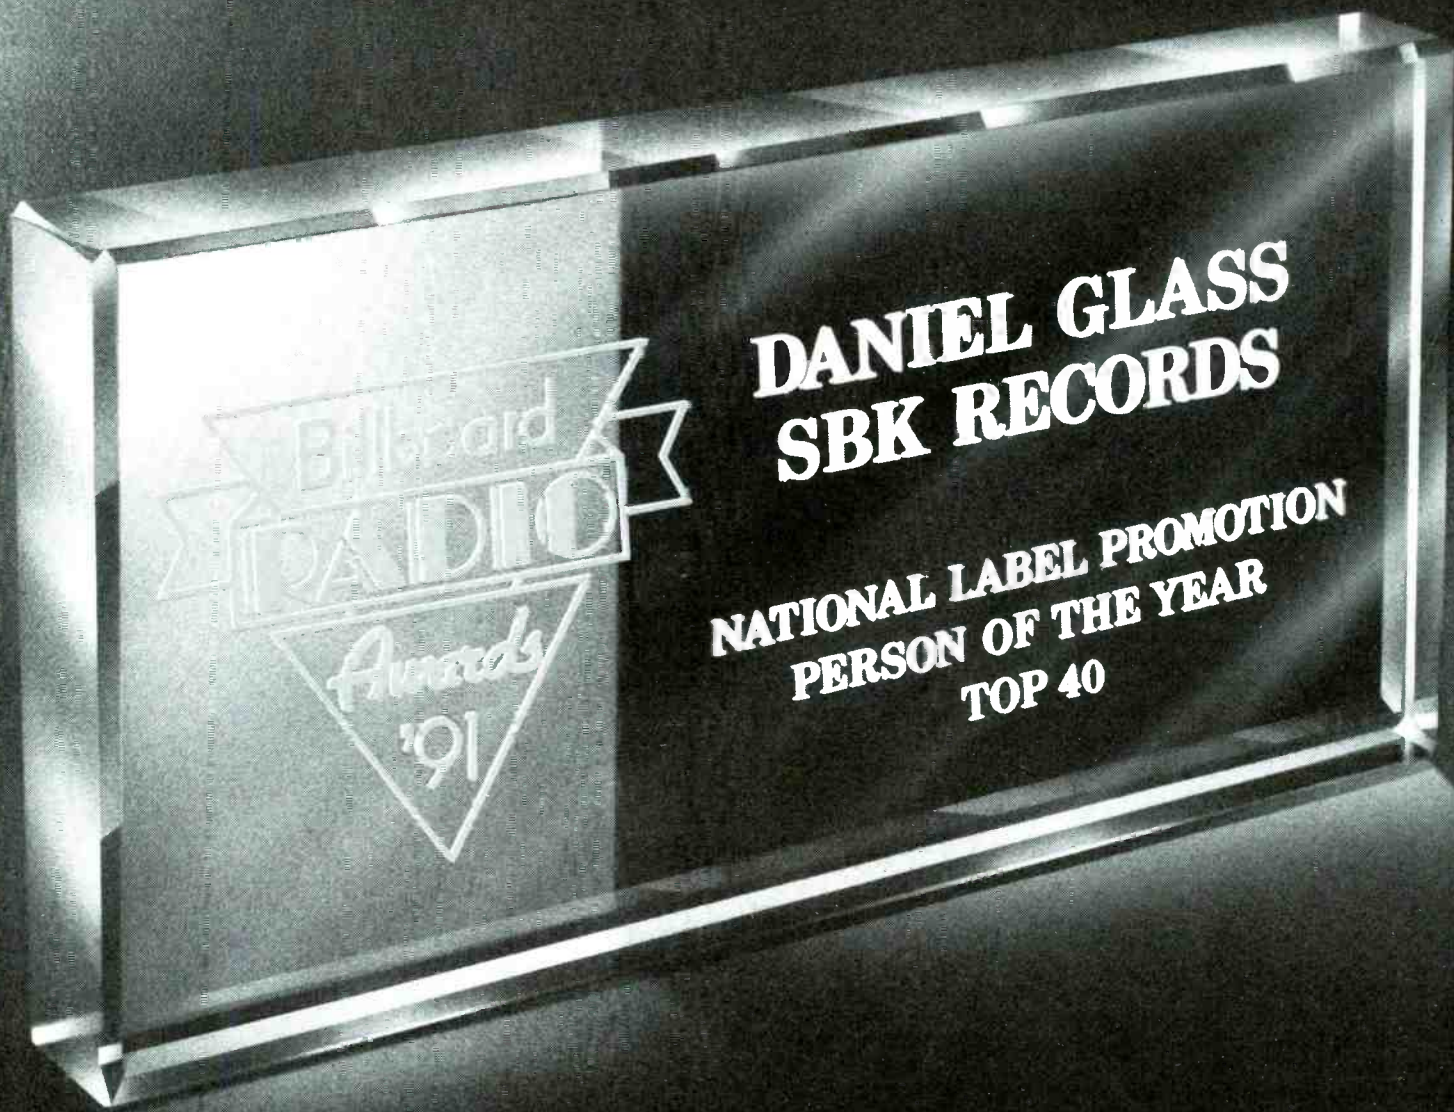 Billboard
RADIO
Awards
'91
DANIEL GLASS
SBK RECORDS
NATIONAL LABEL PROMOTION
PERSON OF THE YEAR
TOP 40